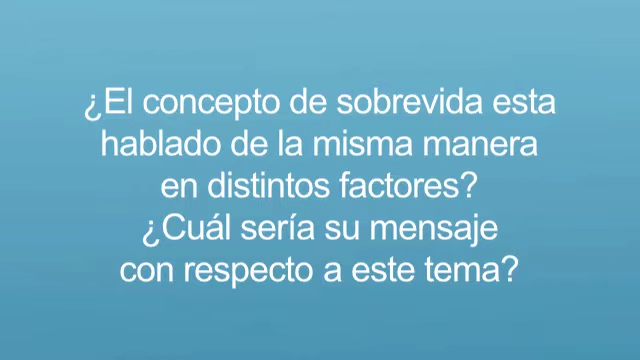 ¿El concepto de sobrevida esta
hablado de la misma manera
en distintos factores?
¿Cuál sería su mensaje
con respecto a este tema?